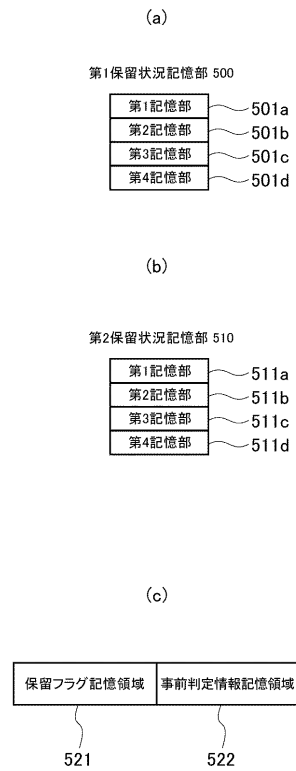 (a)
第1保留状況記憶部 500
第1記憶部 501a
第2記憶部 501b
第3記憶部 501c
第4記憶部 501d
(b)
第2保留状況記憶部 510
第1記憶部 511a
第2記憶部 511b
第3記憶部 511c
第4記憶部 511d
(c)
保留フラグ記憶領域 事前判定情報記憶領域
521 522